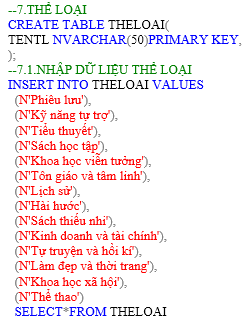 --7.THỂ LOẠI
CREATE TABLE THELOAI(
TENTL NVARCHAR(50)PRIMARY KEY,
);
--7.1.NHẬP DỮ LIỆU THỂ LOẠI
INSERT INTO THELOAI VALUES
(N'Phiêu lưu'),
(N'Kỹ năng tự trợ'),
(N'Tiểu thuyết'),
(N'Sách học tập'),
(N'Khoa học viễn tưởng'),
(N'Tôn giáo và tâm linh'),
(N'Lịch sử'),
(N'Hài hước'),
(N'Sách thiếu nhi'),
(N'Kinh doanh và tài chính'),
(N'Tự truyện và hồi kí'),
(N'Làm đẹp và thời trang'),
(N'Khoa học xã hội'),
(N'Thể thao')
SELECT*FROM THELOAI